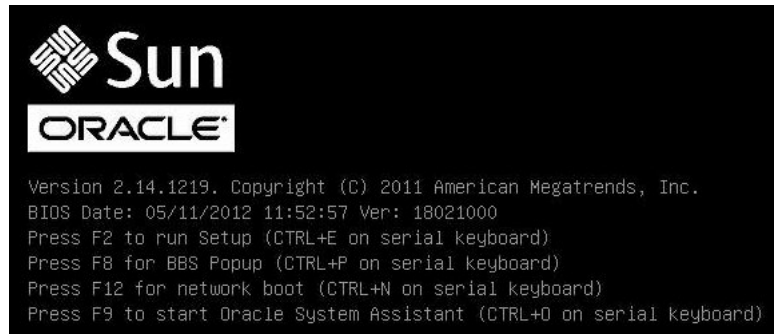 Sun
ORACLE
Version 2.14.1219. Copyright (C) 2011 American Megatrends, Inc.
BIOS Date: 05/11/2012 11:52:57 Ver: 18021000
Press F2 to run Setup (CTRL+E on serial keyboard)
Press F8 for BBS Popup (CTRL+P on serial keyboard)
Press F12 for network boot (CTRL+N on serial keyboard)
Press F9 to start Oracle System Assistant (CTRL+O on serial keyboard)